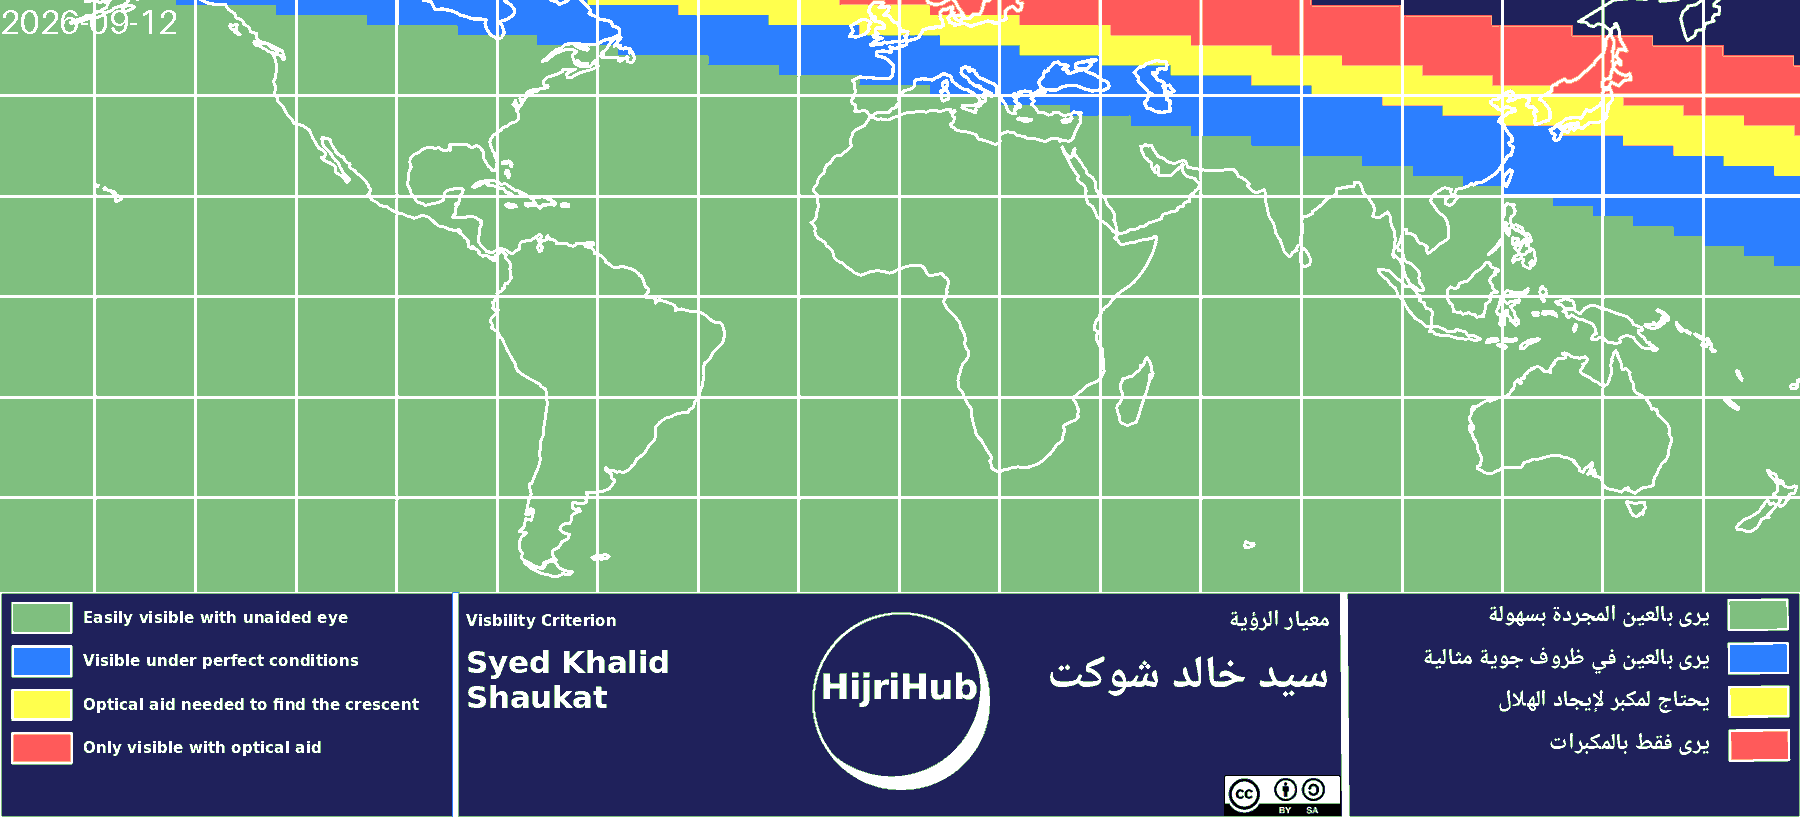 2026-09-12
Easily visible with unaided eye
Visible under perfect conditions
Optical aid needed to find the crescent
Only visible with optical aid
Visbility Criterion
Syed Khalid
Shaukat
HijriHub
معيار الرؤية
سيد خالد شوكت
cc
BY SA
يرى بالعين المجردة بسهولة
يرى بالعين في ظروف جوية مثالية
يحتاج لمكبر لإيجاد الهلال
يرى فقط بالمكبرات